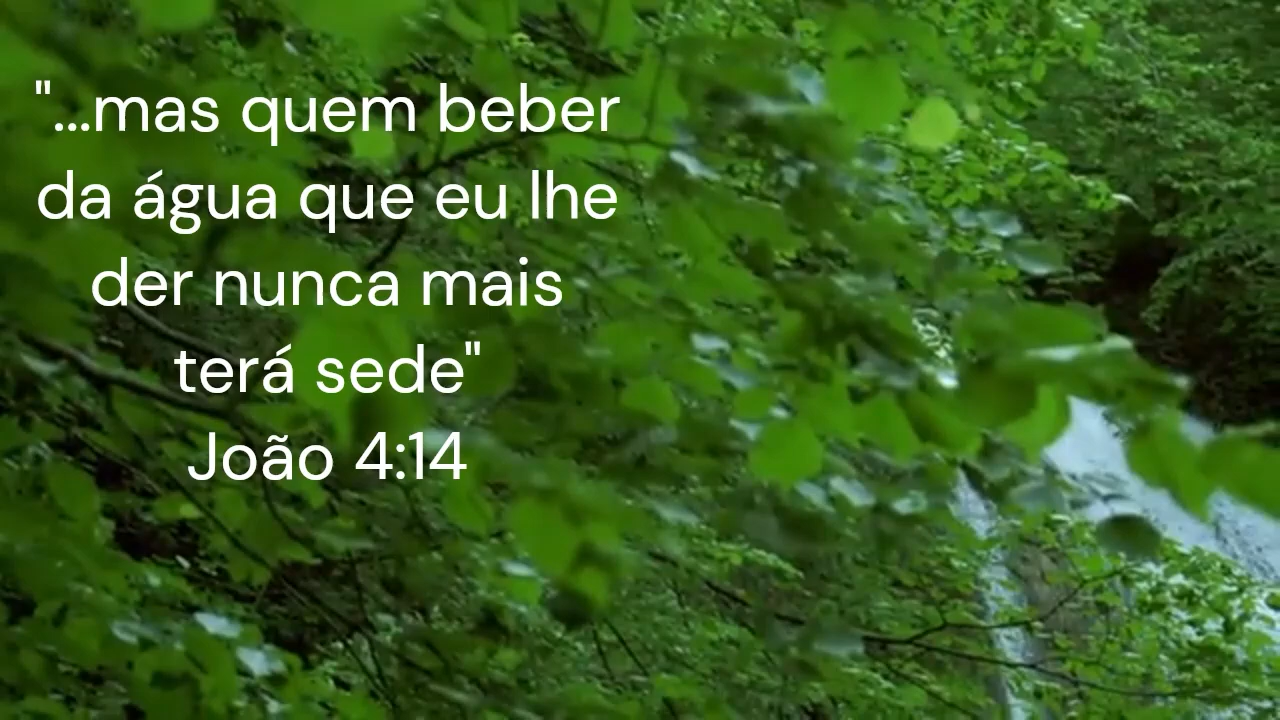 "...mas quem beber
da água que eu lhe
der nunca mais
terá sede"
João 4:14